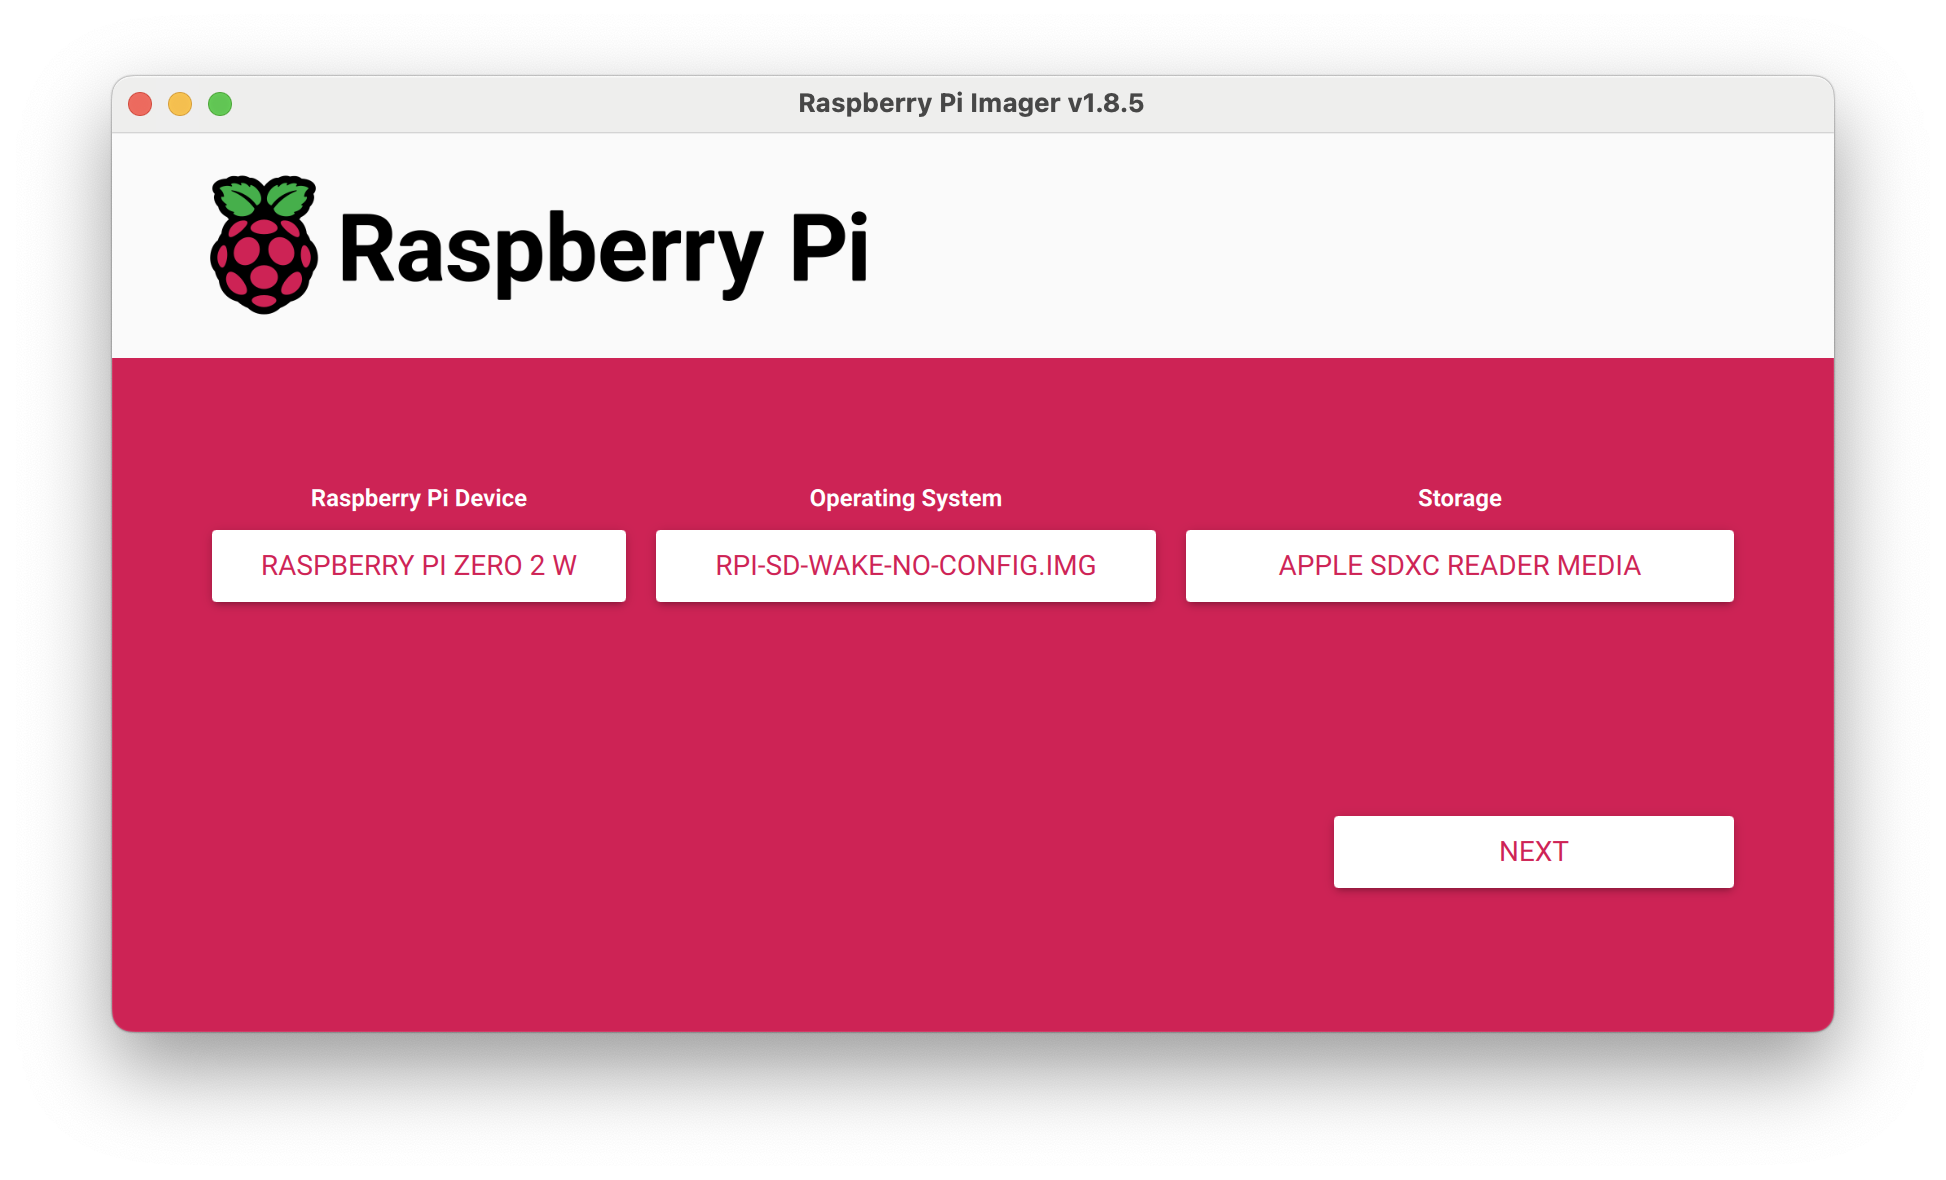 Raspberry Pi Imager v1.8.5
Raspberry Pi
Raspberry Pi Device
Operating System
Storage
RASPBERRY PI ZERO 2 W
RPI-SD-WAKE-NO-CONFIG.IMG
APPLE SDXC READER MEDIA
NEXT